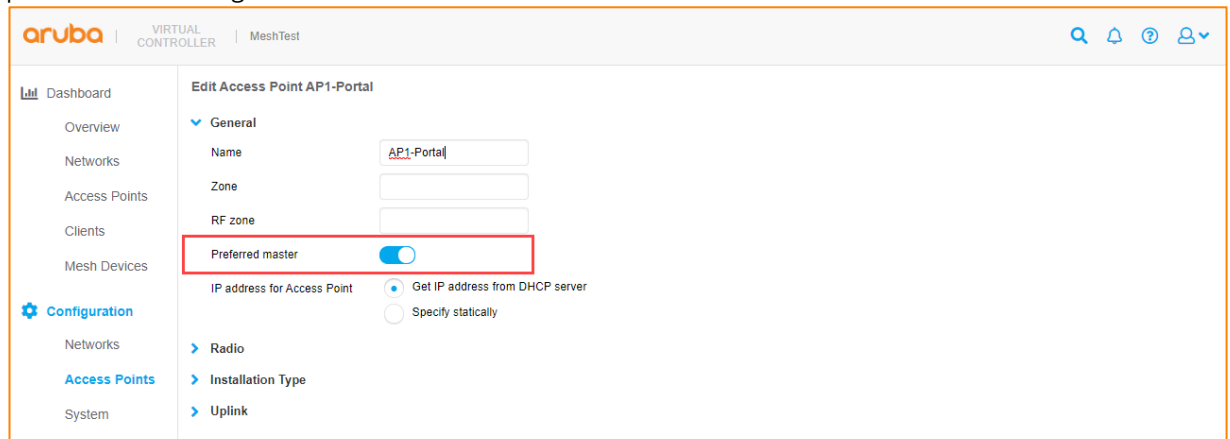 aruba VIRTUAL CONTROLLER MeshTest
Dashboard
Overview
Networks
Access Points
Clients
Mesh Devices
Configuration
Networks
Access Points
System
Edit Access Point AP1-Portal
General
Name AP1-Portal
Zone
RF zone
Preferred master
IP address for Access Point Get IP address from DHCP server
Specify statically
Radio
Installation Type
Uplink